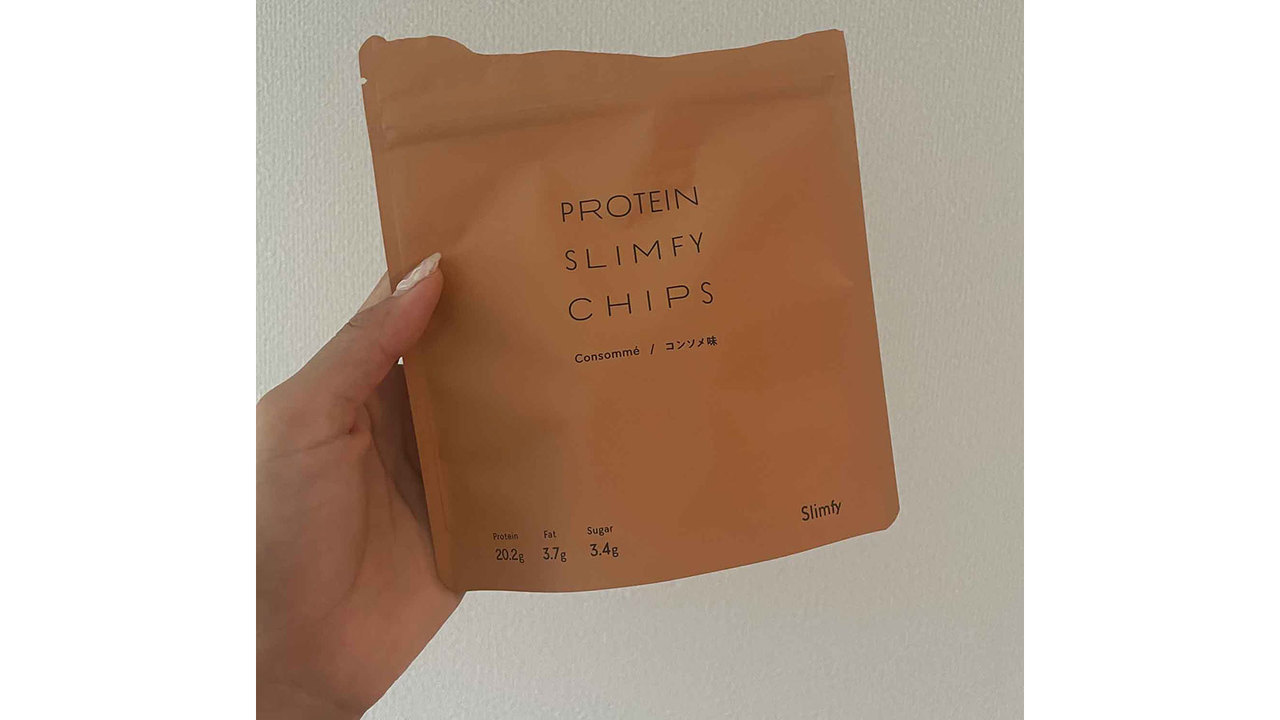 PROTEIN
SLIMFY
CHIPS
Consommé / コンソメ味
Protein Fat Sugar
20.2g 3.7g 3.4g
Slimfy